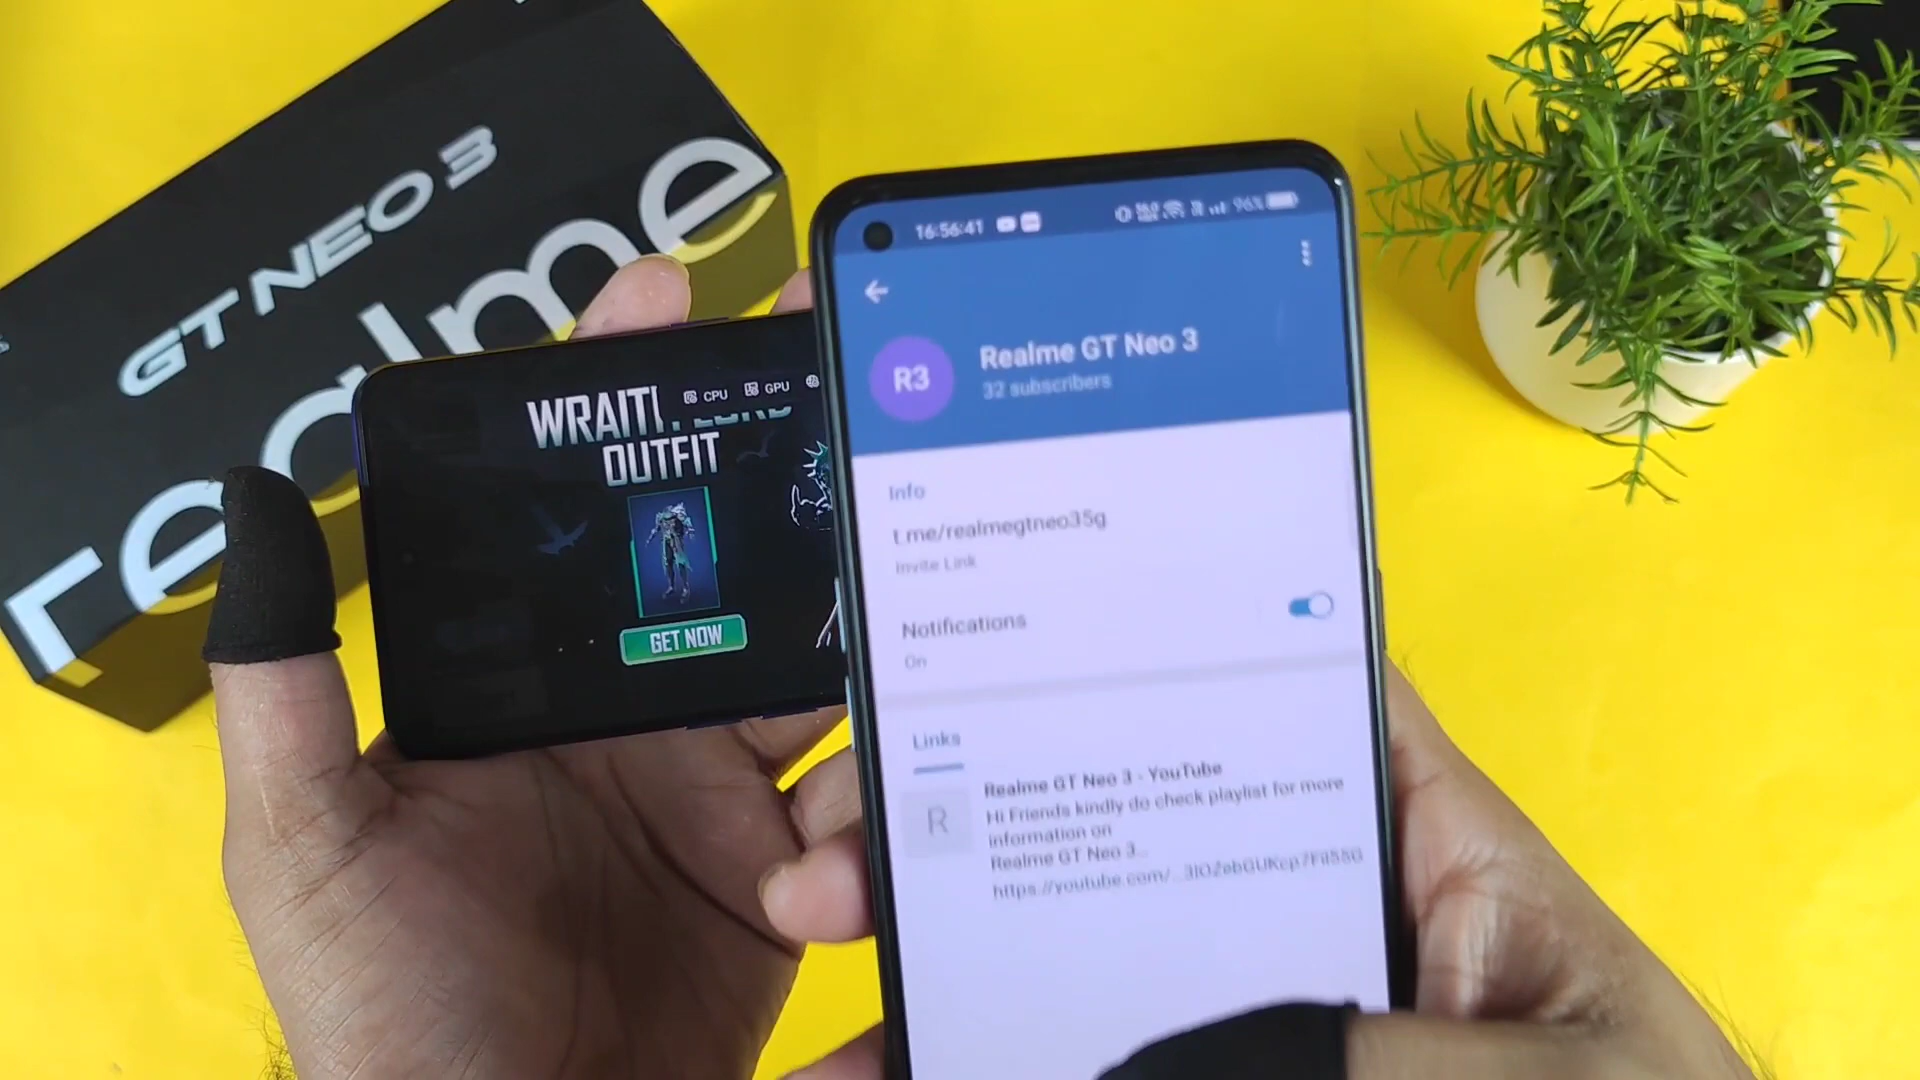 GT NEO 3
realme
WRAITH LORD
OUTFIT
GET NOW
CPU
GPU
16:56:41
96%
R3
Realme GT Neo 3
32 subscribers
Info
t.me/realmegtneo35g
Invite Link
Notifications
On
Links
R
Realme GT Neo 3 - YouTube
Hi Friends kindly do check playlist for more
information on
Realme GT Neo 3...